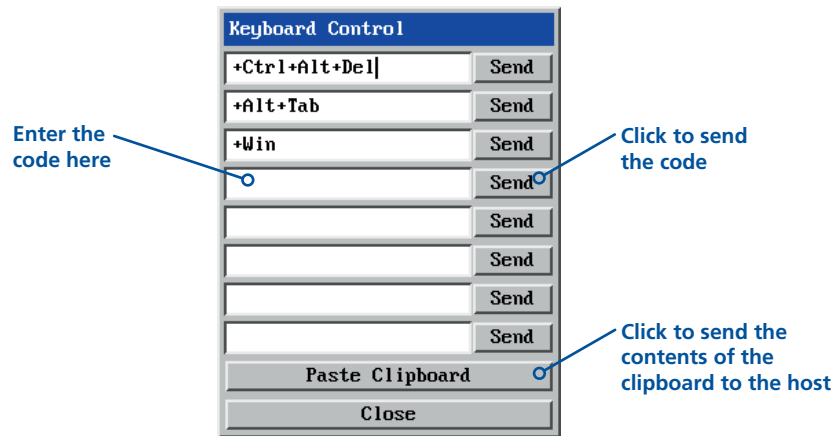 Keyboard Control
+Ctrl+Alt+Del Send
+Alt+Tab Send
+Win Send
Send
Send
Send
Send
Send
Paste Clipboard
Close
Enter the
code here
Click to send
the code
Click to send the
contents of the
clipboard to the host